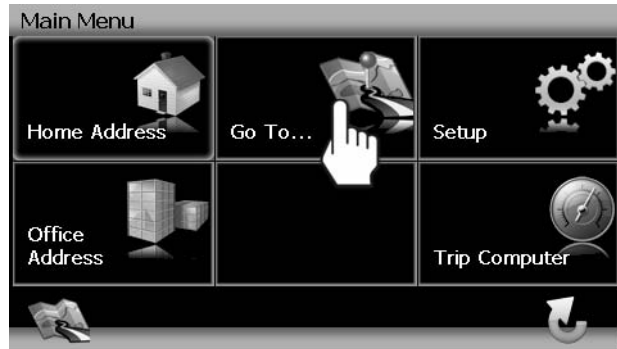 Main Menu
Home Address
Go To...
Setup
Office
Address
Trip Computer